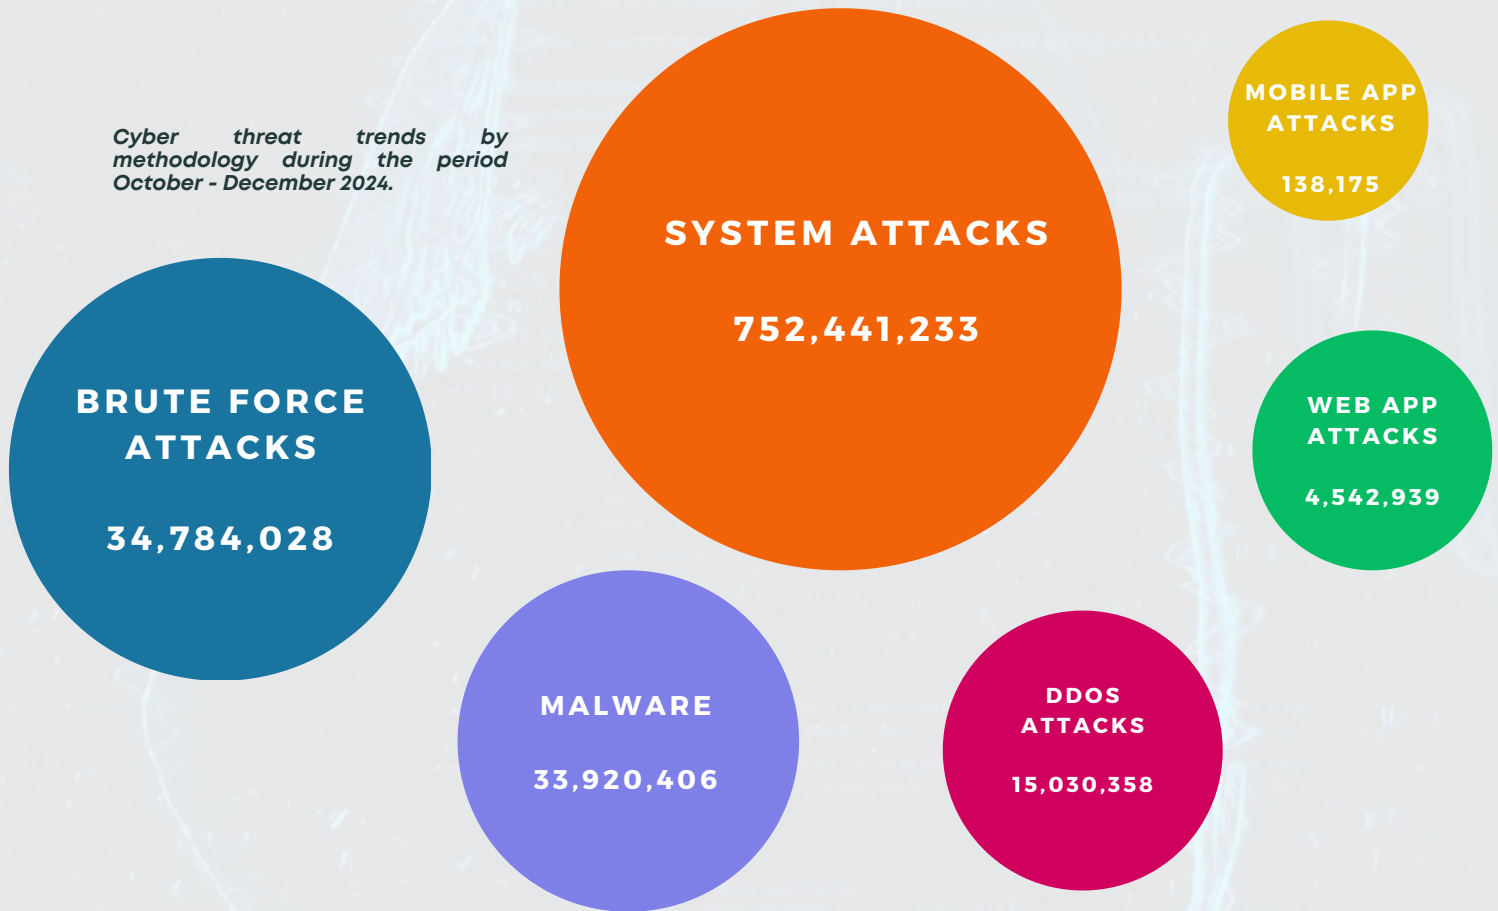 Cyber threat trends by
methodology during the period
October - December 2024.
SYSTEM ATTACKS
752,441,233
MOBILE APP
ATTACKS
138,175
BRUTE FORCE
ATTACKS
34,784,028
WEB APP
ATTACKS
4,542,939
MALWARE
33,920,406
DDOS
ATTACKS
15,030,358